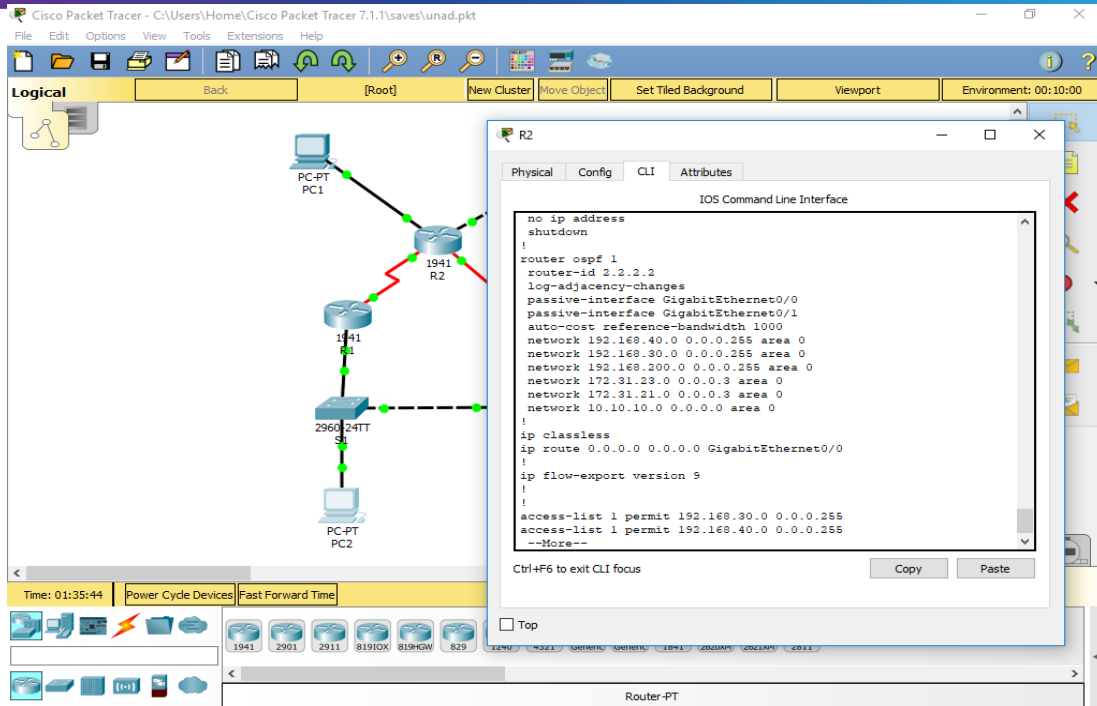 Cisco Packet Tracer - C:\Users\Home\Cisco Packet Tracer 7.1.1\saves\unad.pkt
File Edit Options View Tools Extensions Help
Logical Back [Root] New Cluster Move Object Set Tiled Background Viewport Environment: 00:10:00
PC-PT
PC1
1941
R2
1941
R1
2960-24TT
S1
PC-PT
PC2
R2
Physical Config CLI Attributes
IOS Command Line Interface
no ip address
shutdown
!
router ospf 1
router-id 2.2.2.2
log-adjacency-changes
passive-interface GigabitEthernet0/0
passive-interface GigabitEthernet0/1
auto-cost reference-bandwidth 1000
network 192.168.40.0 0.0.0.255 area 0
network 192.168.30.0 0.0.0.255 area 0
network 192.168.200.0 0.0.0.255 area 0
network 172.31.23.0 0.0.0.3 area 0
network 172.31.21.0 0.0.0.3 area 0
network 10.10.10.0 0.0.0.0 area 0
!
ip classless
ip route 0.0.0.0 0.0.0.0 GigabitEthernet0/0
!
ip flow-export version 9
!
!
access-list 1 permit 192.168.30.0 0.0.0.255
access-list 1 permit 192.168.40.0 0.0.0.255
--More--
Ctrl+F6 to exit CLI focus
Copy Paste
Top
Time: 01:35:44 Power Cycle Devices Fast Forward Time
1941 2901 2911 819IOX 819HGW 829 1240 4321 Generic Generic 1841 2620XM 2621XM 2811
Router-PT